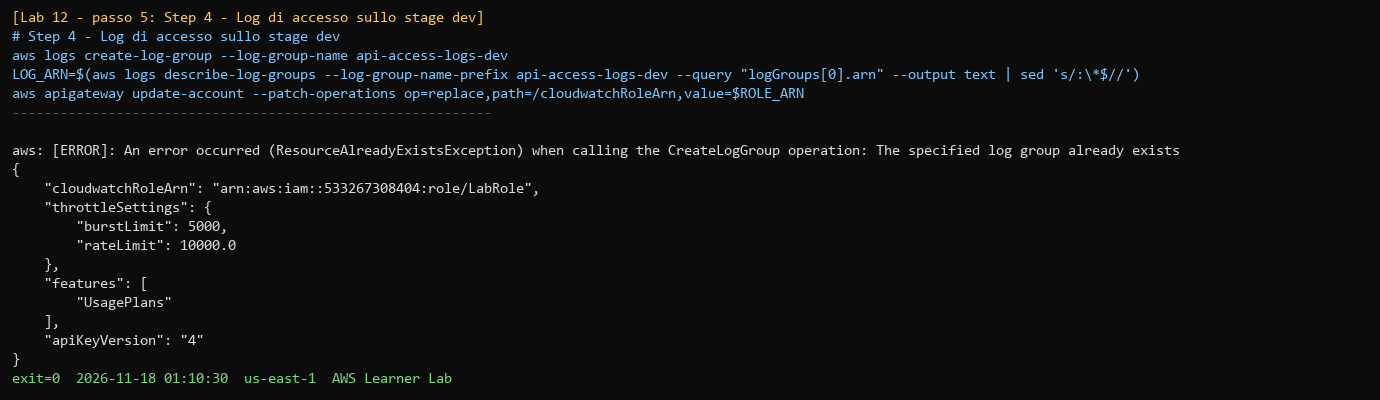 [Lab 12 - passo 5: Step 4 - Log di accesso sullo stage dev]
# Step 4 - Log di accesso sullo stage dev
aws logs create-log-group --log-group-name api-access-logs-dev
LOG_ARN=$(aws logs describe-log-groups --log-group-name-prefix api-access-logs-dev --query "logGroups[0].arn" --output text | sed 's/:\*$//')
aws apigateway update-account --patch-operations op=replace,path=/cloudwatchRoleArn,value=$ROLE_ARN
------------------------------------------------------------
aws: [ERROR]: An error occurred (ResourceAlreadyExistsException) when calling the CreateLogGroup operation: The specified log group already exists
{
    "cloudwatchRoleArn": "arn:aws:iam::533267308404:role/LabRole",
    "throttleSettings": {
        "burstLimit": 5000,
        "rateLimit": 10000.0
    },
    "features": [
        "UsagePlans"
    ],
    "apiKeyVersion": "4"
}
exit=0  2026-11-18 01:10:30  us-east-1  AWS Learner Lab